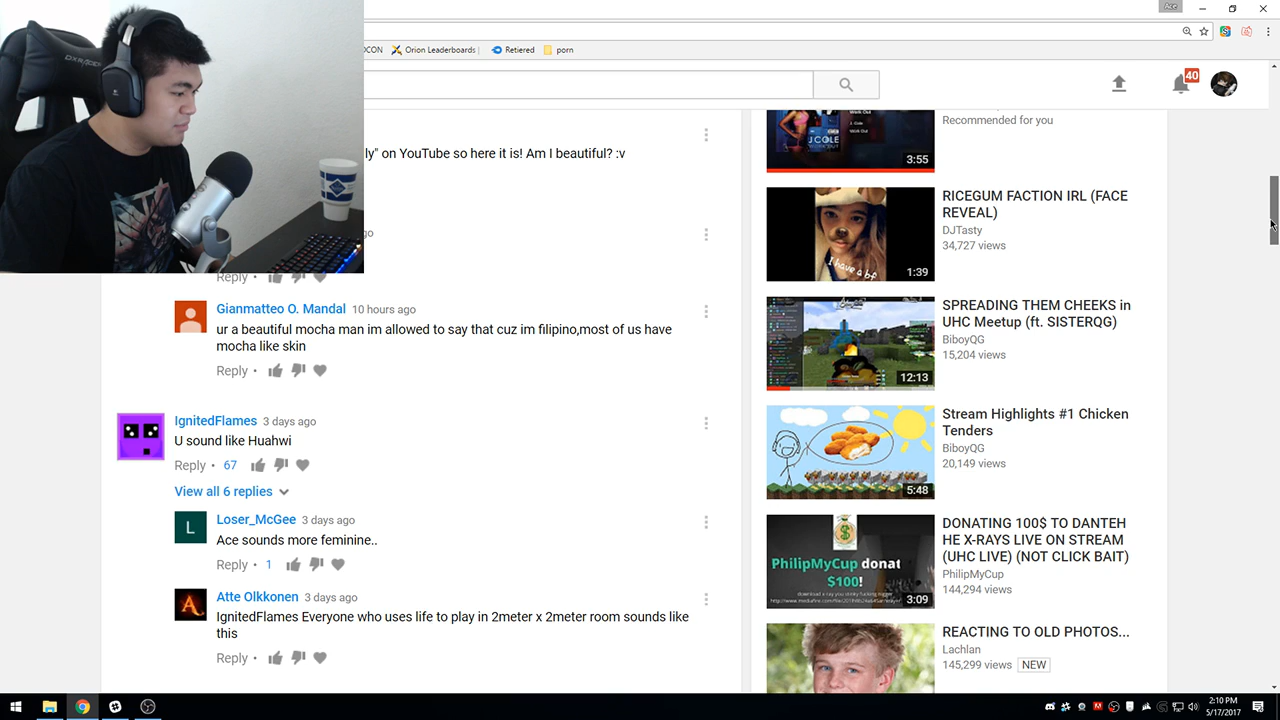 Ace
DCON
Orion Leaderboards |
Retiered
porn
40
DXRACER
ly" on YouTube so here it is! Am I beautiful? :v
go
Reply •
Gianmatteo O. Mandal 10 hours ago
ur a beautiful mocha man im allowed to say that cuz im filipino,most of us have
mocha like skin
Reply •
IgnitedFlames 3 days ago
U sound like Huahwi
Reply • 67
View all 6 replies
L
Loser_McGee 3 days ago
Ace sounds more feminine..
Reply • 1
A
Atte Olkkonen 3 days ago
IgnitedFlames Everyone who uses life to play in 2meter x 2meter room sounds like
this
Reply •
J COLE
WORK OUT
3:55
Recommended for you
I have a bf
1:39
RICEGUM FACTION IRL (FACE
REVEAL)
DJTasty
34,727 views
12:13
SPREADING THEM CHEEKS in
UHC Meetup (ft. SISTERQG)
BiboyQG
15,204 views
5:48
Stream Highlights #1 Chicken
Tenders
BiboyQG
20,149 views
PhilipMyCup donat
$100!
3:09
DONATING 100$ TO DANTEH
HE X-RAYS LIVE ON STREAM
(UHC LIVE) (NOT CLICK BAIT)
PhilipMyCup
144,294 views
REACTING TO OLD PHOTOS...
Lachlan
145,299 views NEW
2:10 PM
5/17/2017